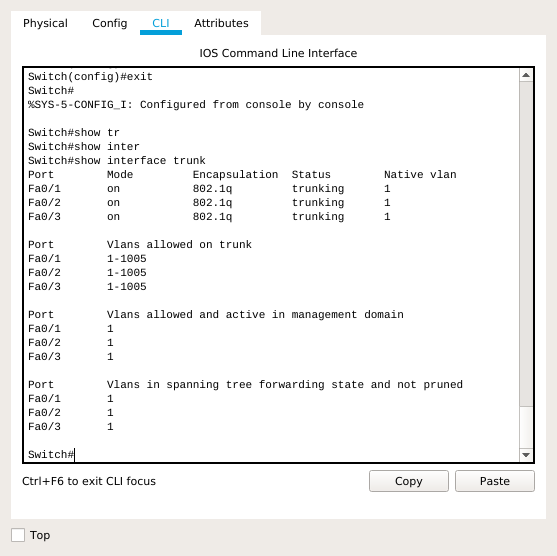 Physical Config CLI Attributes
IOS Command Line Interface
Switch(config)#exit
Switch#
%SYS-5-CONFIG_I: Configured from console by console
Switch#show tr
Switch#show inter
Switch#show interface trunk
Port Mode Encapsulation Status Native vlan
Fa0/1 on 802.1q trunking 1
Fa0/2 on 802.1q trunking 1
Fa0/3 on 802.1q trunking 1
Port Vlans allowed on trunk
Fa0/1 1-1005
Fa0/2 1-1005
Fa0/3 1-1005
Port Vlans allowed and active in management domain
Fa0/1 1
Fa0/2 1
Fa0/3 1
Port Vlans in spanning tree forwarding state and not pruned
Fa0/1 1
Fa0/2 1
Fa0/3 1
Switch#
Ctrl+F6 to exit CLI focus Copy Paste
Top